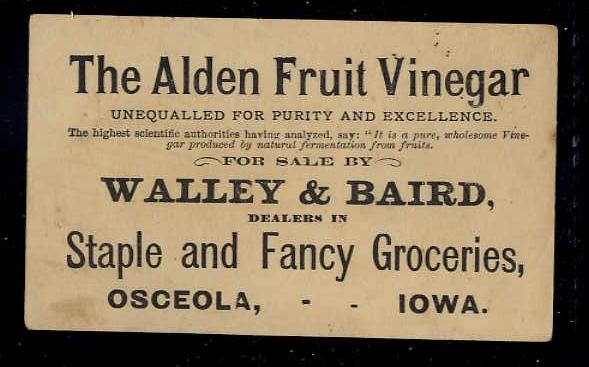 The Alden Fruit Vinegar
UNEQUALLED FOR PURITY AND EXCELLENCE.
The highest scientific authorities having analyzed, say: "It is a pure, wholesome Vine-
gar produced by natural fermentation from fruits.
FOR SALE BY
WALLEY & BAIRD,
DEALERS IN
Staple and Fancy Groceries,
OSCEOLA, - - IOWA.